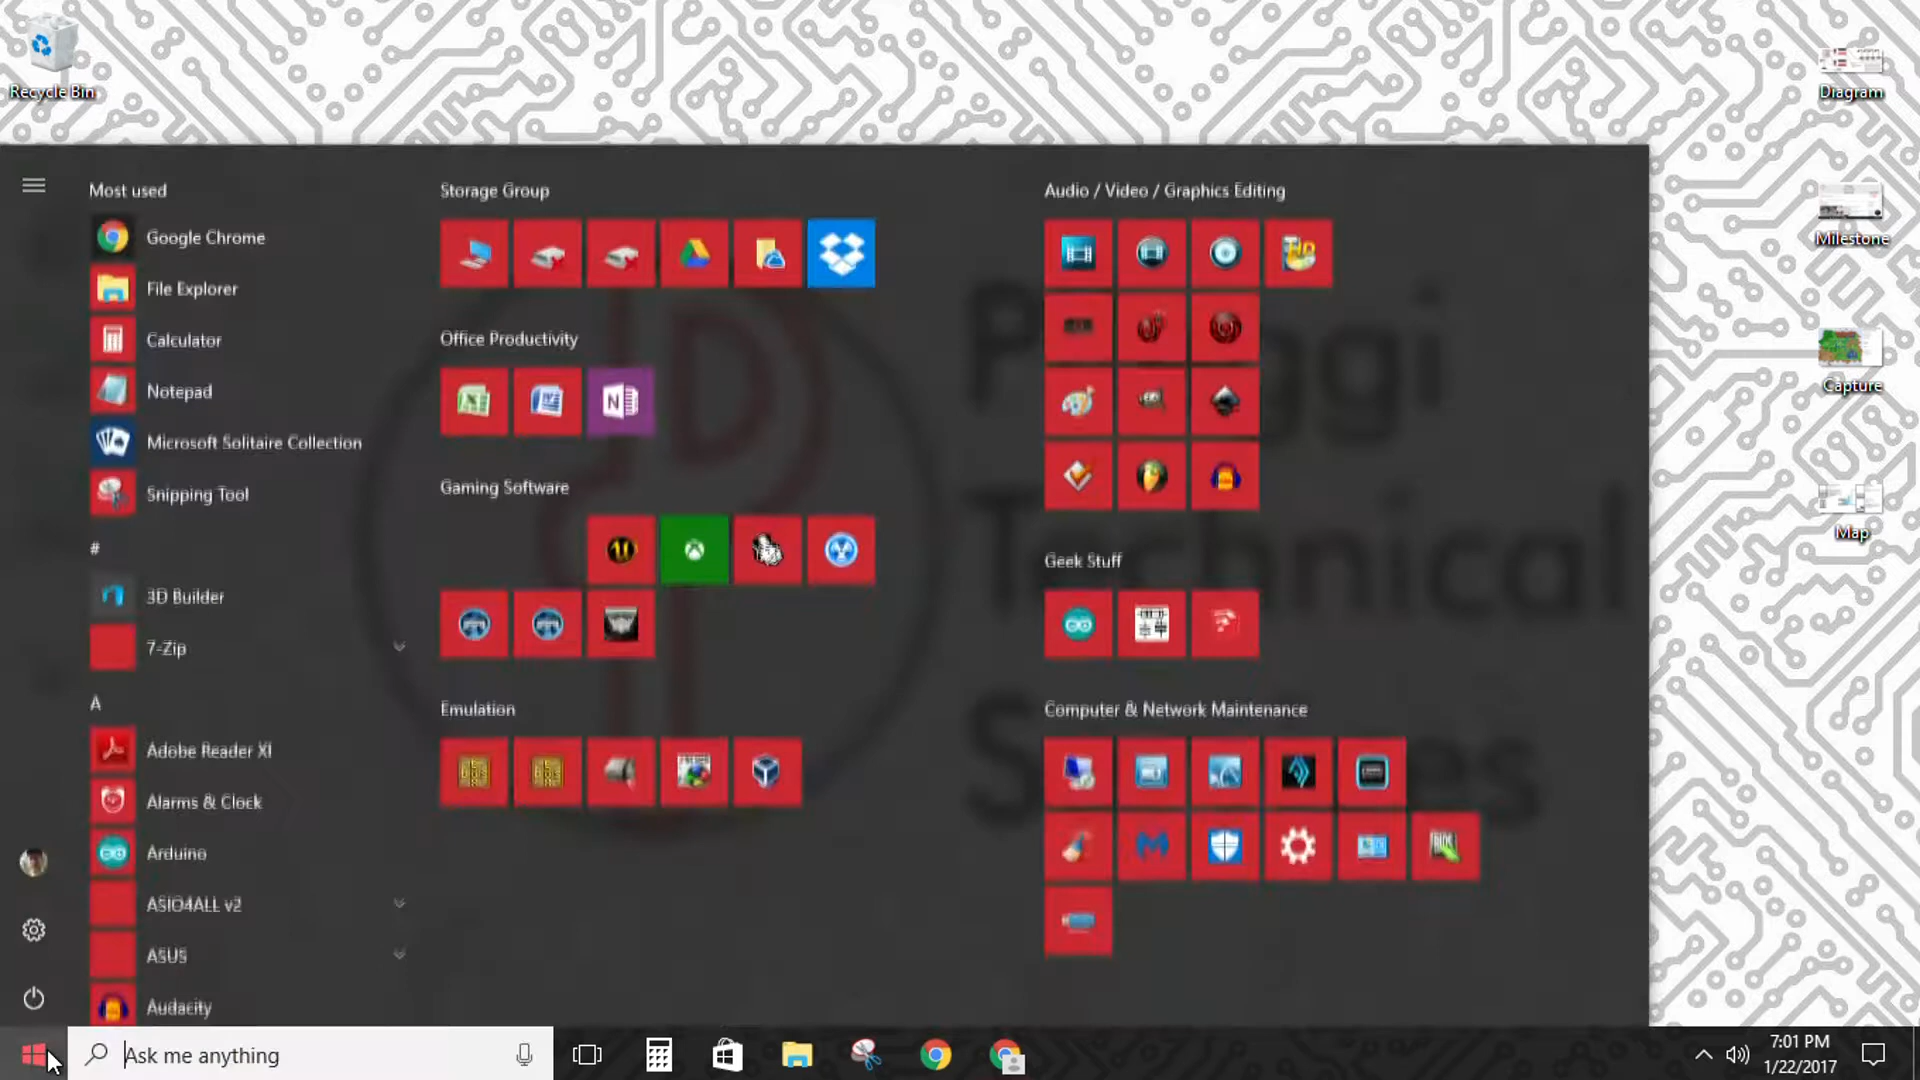 Recycle Bin
Diagram
Milestone
Capture
Map
Most used
Google Chrome
File Explorer
Calculator
Notepad
Microsoft Solitaire Collection
Snipping Tool
#
3D Builder
7-Zip
A
Adobe Reader XI
Alarms & Clock
Arduino
ASIO4ALL v2
ASUS
Audacity
Storage Group
Office Productivity
Gaming Software
Emulation
Audio / Video / Graphics Editing
Geek Stuff
Computer & Network Maintenance
Technical
Ask me anything
7:01 PM
1/22/2017